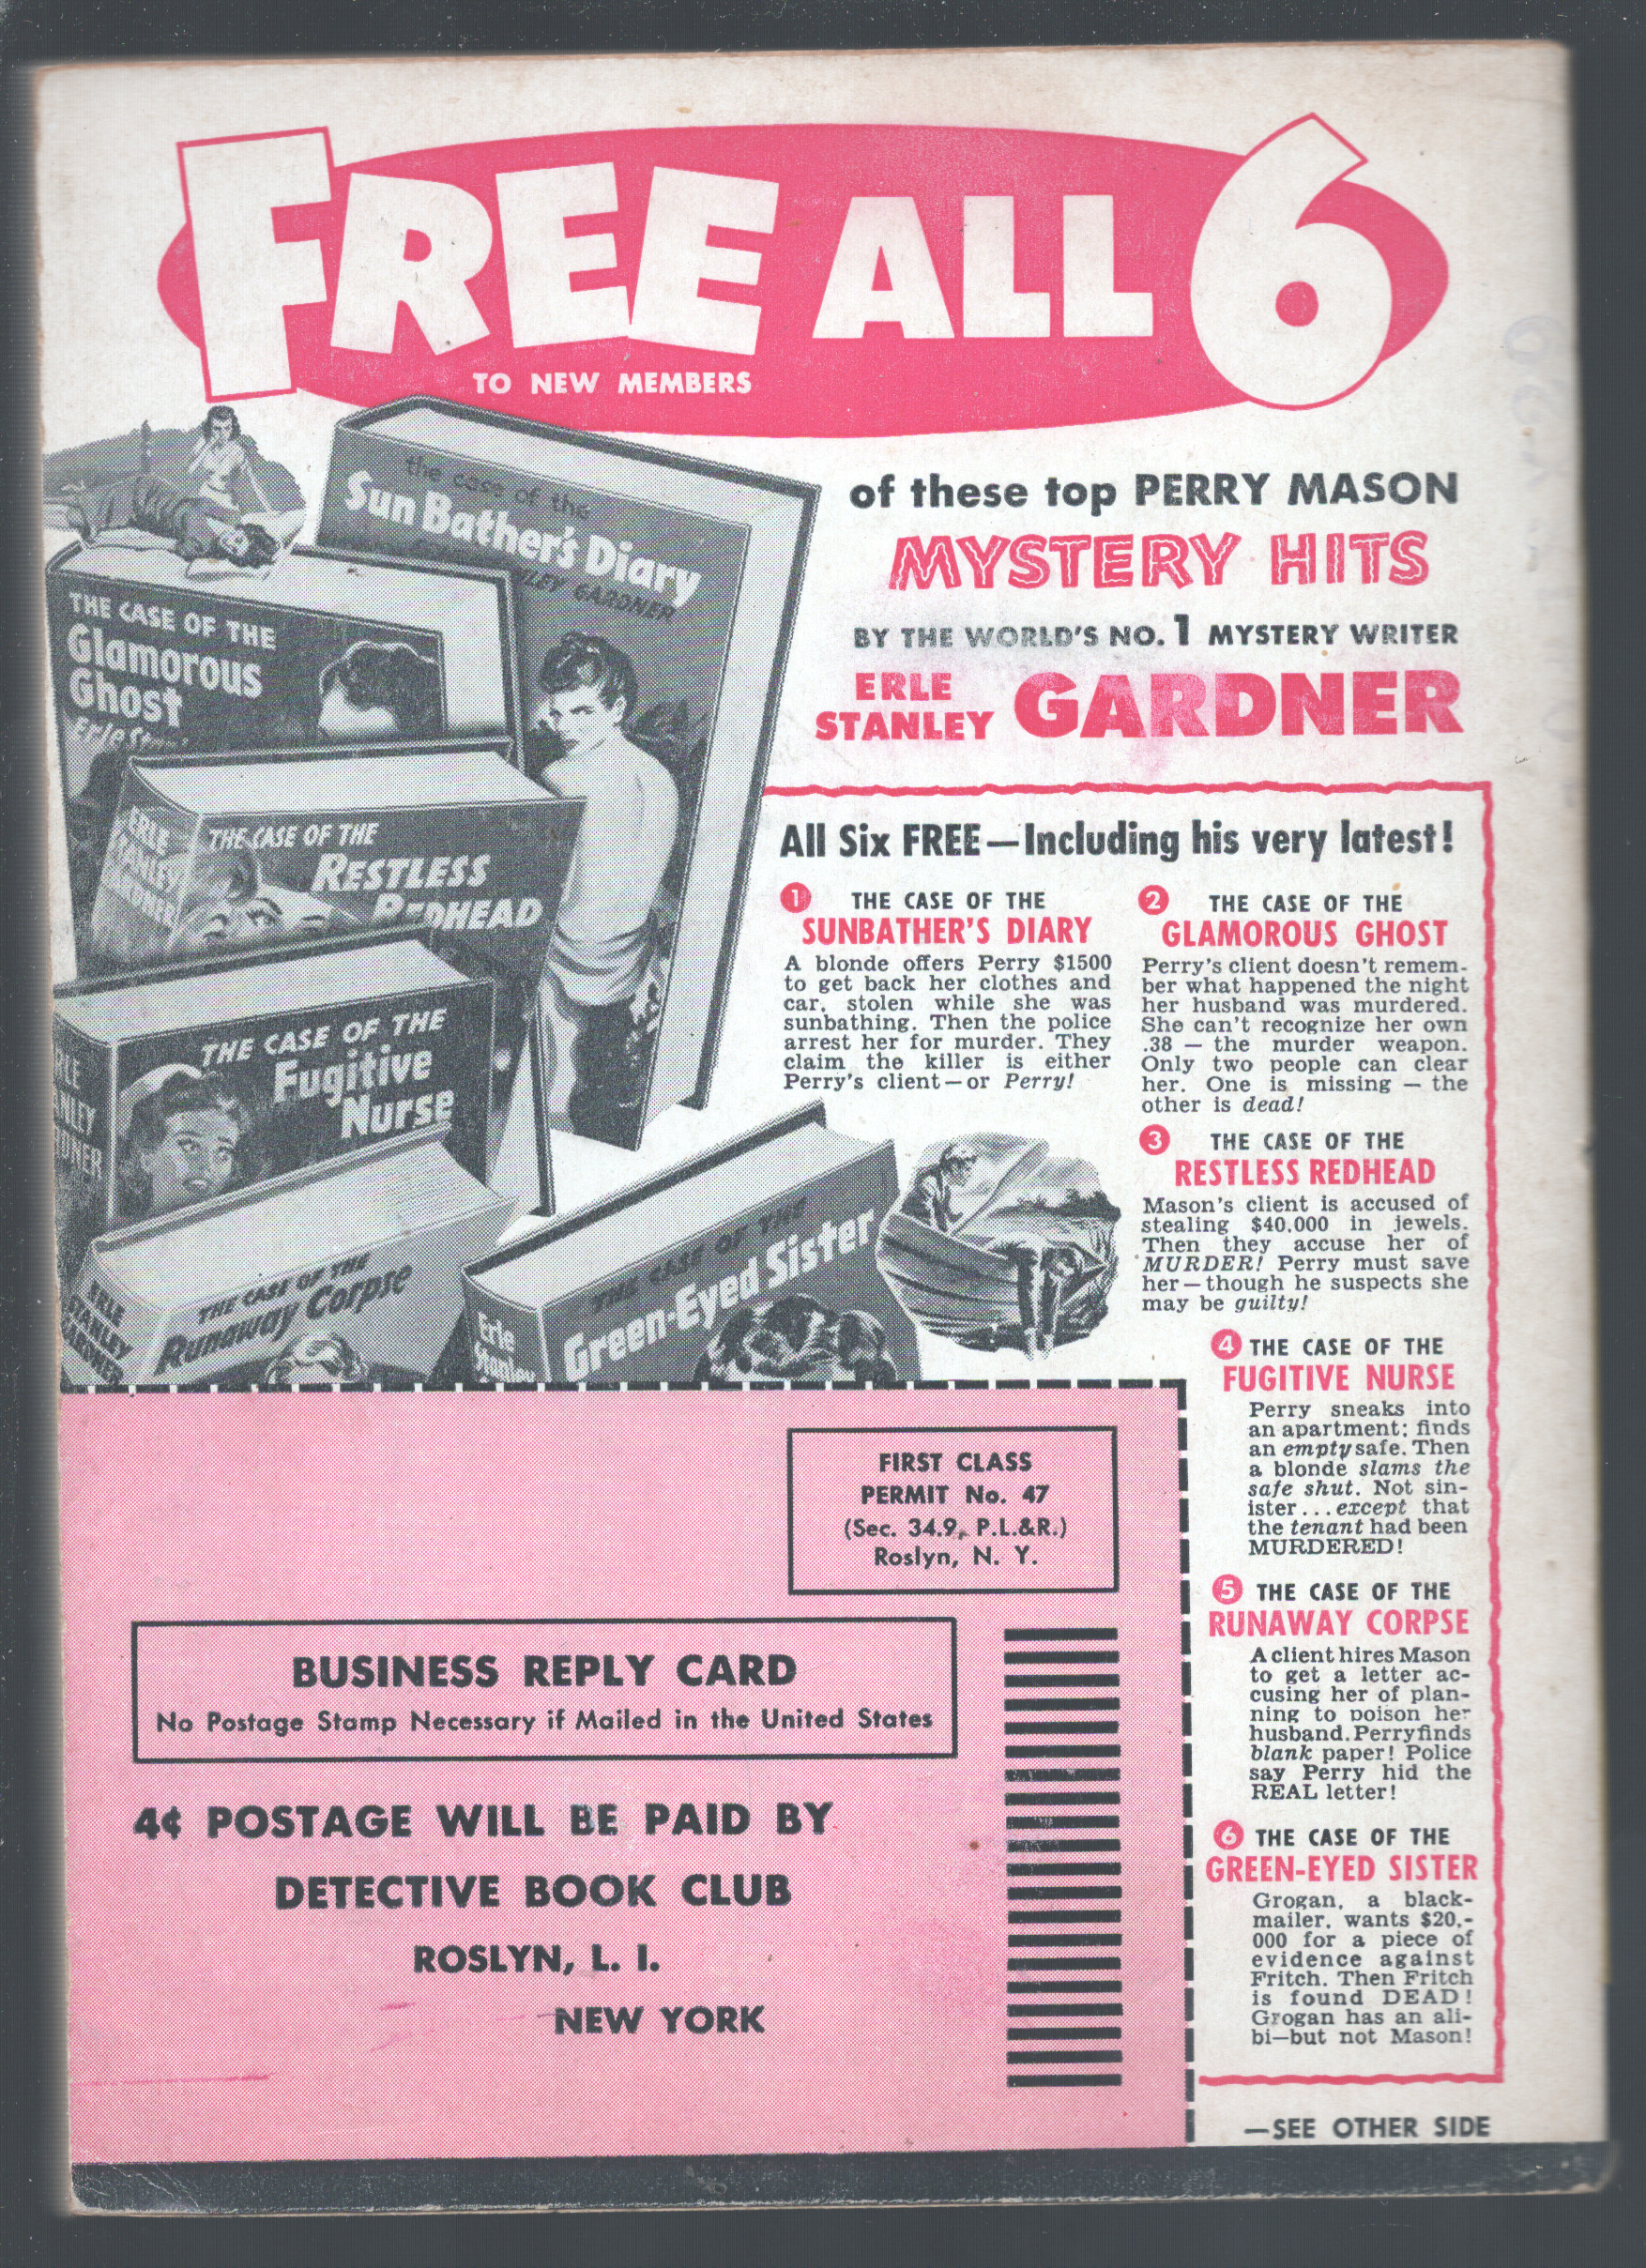 FREE ALL 6
TO NEW MEMBERS
of these top PERRY MASON
MYSTERY HITS
BY THE WORLD'S NO. 1 MYSTERY WRITER
ERLE
STANLEY GARDNER
the case of the
Sun Bather's Diary
GARDNER
THE CASE OF THE
Glamorous
Ghost
Erle
THE CASE OF THE
RESTLESS
REDHEAD
ERLE
STANLEY
GARDNER
THE CASE OF THE
Fugitive
Nurse
THE CASE OF THE
Runaway Corpse
ERLE
STANLEY
GARDNER
THE CASE OF THE
Green-Eyed Sister
Erle
Stanley
All Six FREE—Including his very latest!
1 THE CASE OF THE
SUNBATHER'S DIARY
A blonde offers Perry $1500
to get back her clothes and
car, stolen while she was
sunbathing. Then the police
arrest her for murder. They
claim the killer is either
Perry's client—or Perry!
2 THE CASE OF THE
GLAMOROUS GHOST
Perry's client doesn't remem-
ber what happened the night
her husband was murdered.
She can't recognize her own
.38 — the murder weapon.
Only two people can clear
her. One is missing — the
other is dead!
3 THE CASE OF THE
RESTLESS REDHEAD
Mason's client is accused of
stealing $40,000 in jewels.
Then they accuse her of
MURDER! Perry must save
her—though he suspects she
may be guilty!
4 THE CASE OF THE
FUGITIVE NURSE
Perry sneaks into
an apartment; finds
an empty safe. Then
a blonde slams the
safe shut. Not sin-
ister...except that
the tenant had been
MURDERED!
5 THE CASE OF THE
RUNAWAY CORPSE
A client hires Mason
to get a letter ac-
cusing her of plan-
ning to poison her
husband. Perry finds
blank paper! Police
say Perry hid the
REAL letter!
6 THE CASE OF THE
GREEN-EYED SISTER
Grogan, a black-
mailer, wants $20,-
000 for a piece of
evidence against
Fritch. Then Fritch
is found DEAD!
Grogan has an ali-
bi—but not Mason!
—SEE OTHER SIDE
FIRST CLASS
PERMIT No. 47
(Sec. 34.9, P.L.&R.)
Roslyn, N. Y.
BUSINESS REPLY CARD
No Postage Stamp Necessary if Mailed in the United States
4¢ POSTAGE WILL BE PAID BY
DETECTIVE BOOK CLUB
ROSLYN, L. I.
NEW YORK